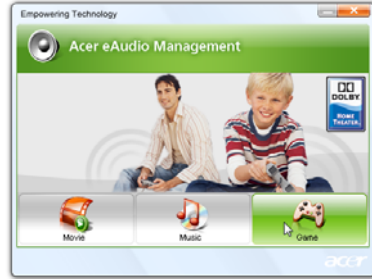 Empowering Technology
Acer eAudio Management
DOLBY
HOME
THEATER
Movie
Music
Game
acer